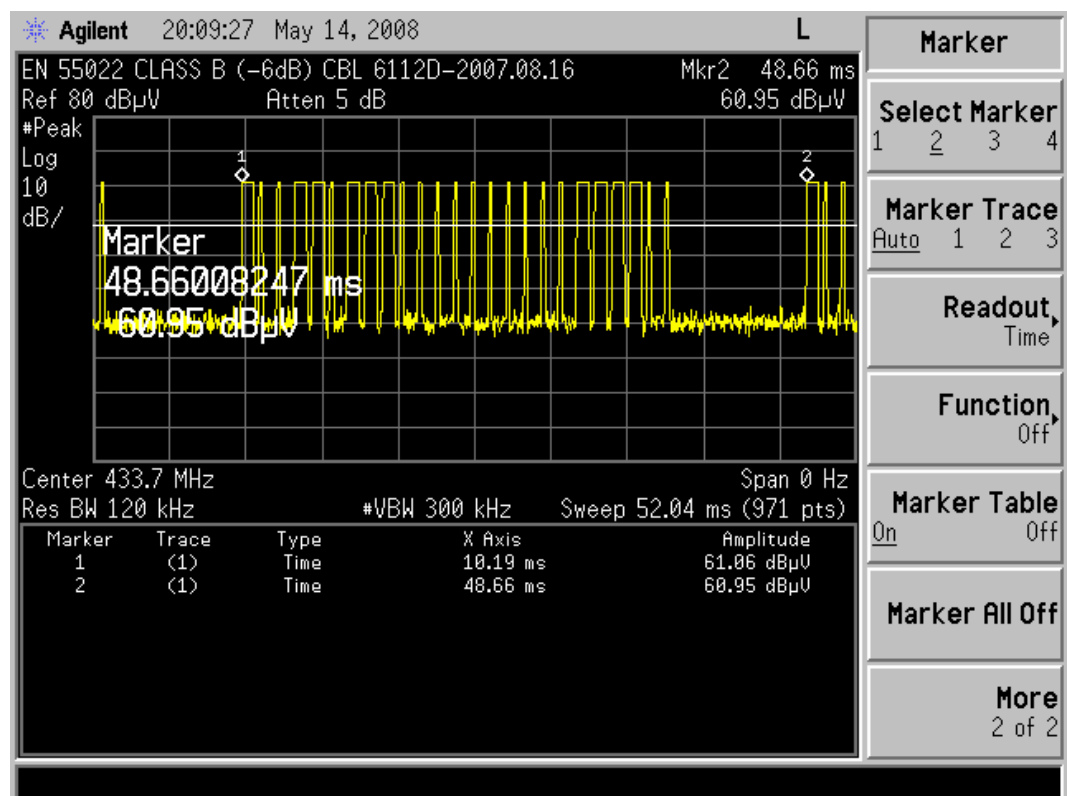 Agilent 20:09:27 May 14, 2008 L
EN 55022 CLASS B (-6dB) CBL 6112D-2007.08.16 Mkr2 48.66 ms
Ref 80 dBµV Atten 5 dB 60.95 dBµV
#Peak
Log
10
dB/
1
2
Marker
48.66008247 ms
60.95 dBµV
Center 433.7 MHz Span 0 Hz
Res BW 120 kHz #VBW 300 kHz Sweep 52.04 ms (971 pts)
Marker Trace Type X Axis Amplitude
1 (1) Time 10.19 ms 61.06 dBµV
2 (1) Time 48.66 ms 60.95 dBµV
Marker
Select Marker
1 2 3 4
Marker Trace
Auto 1 2 3
Readout
Time
Function
Off
Marker Table
On Off
Marker All Off
More
2 of 2